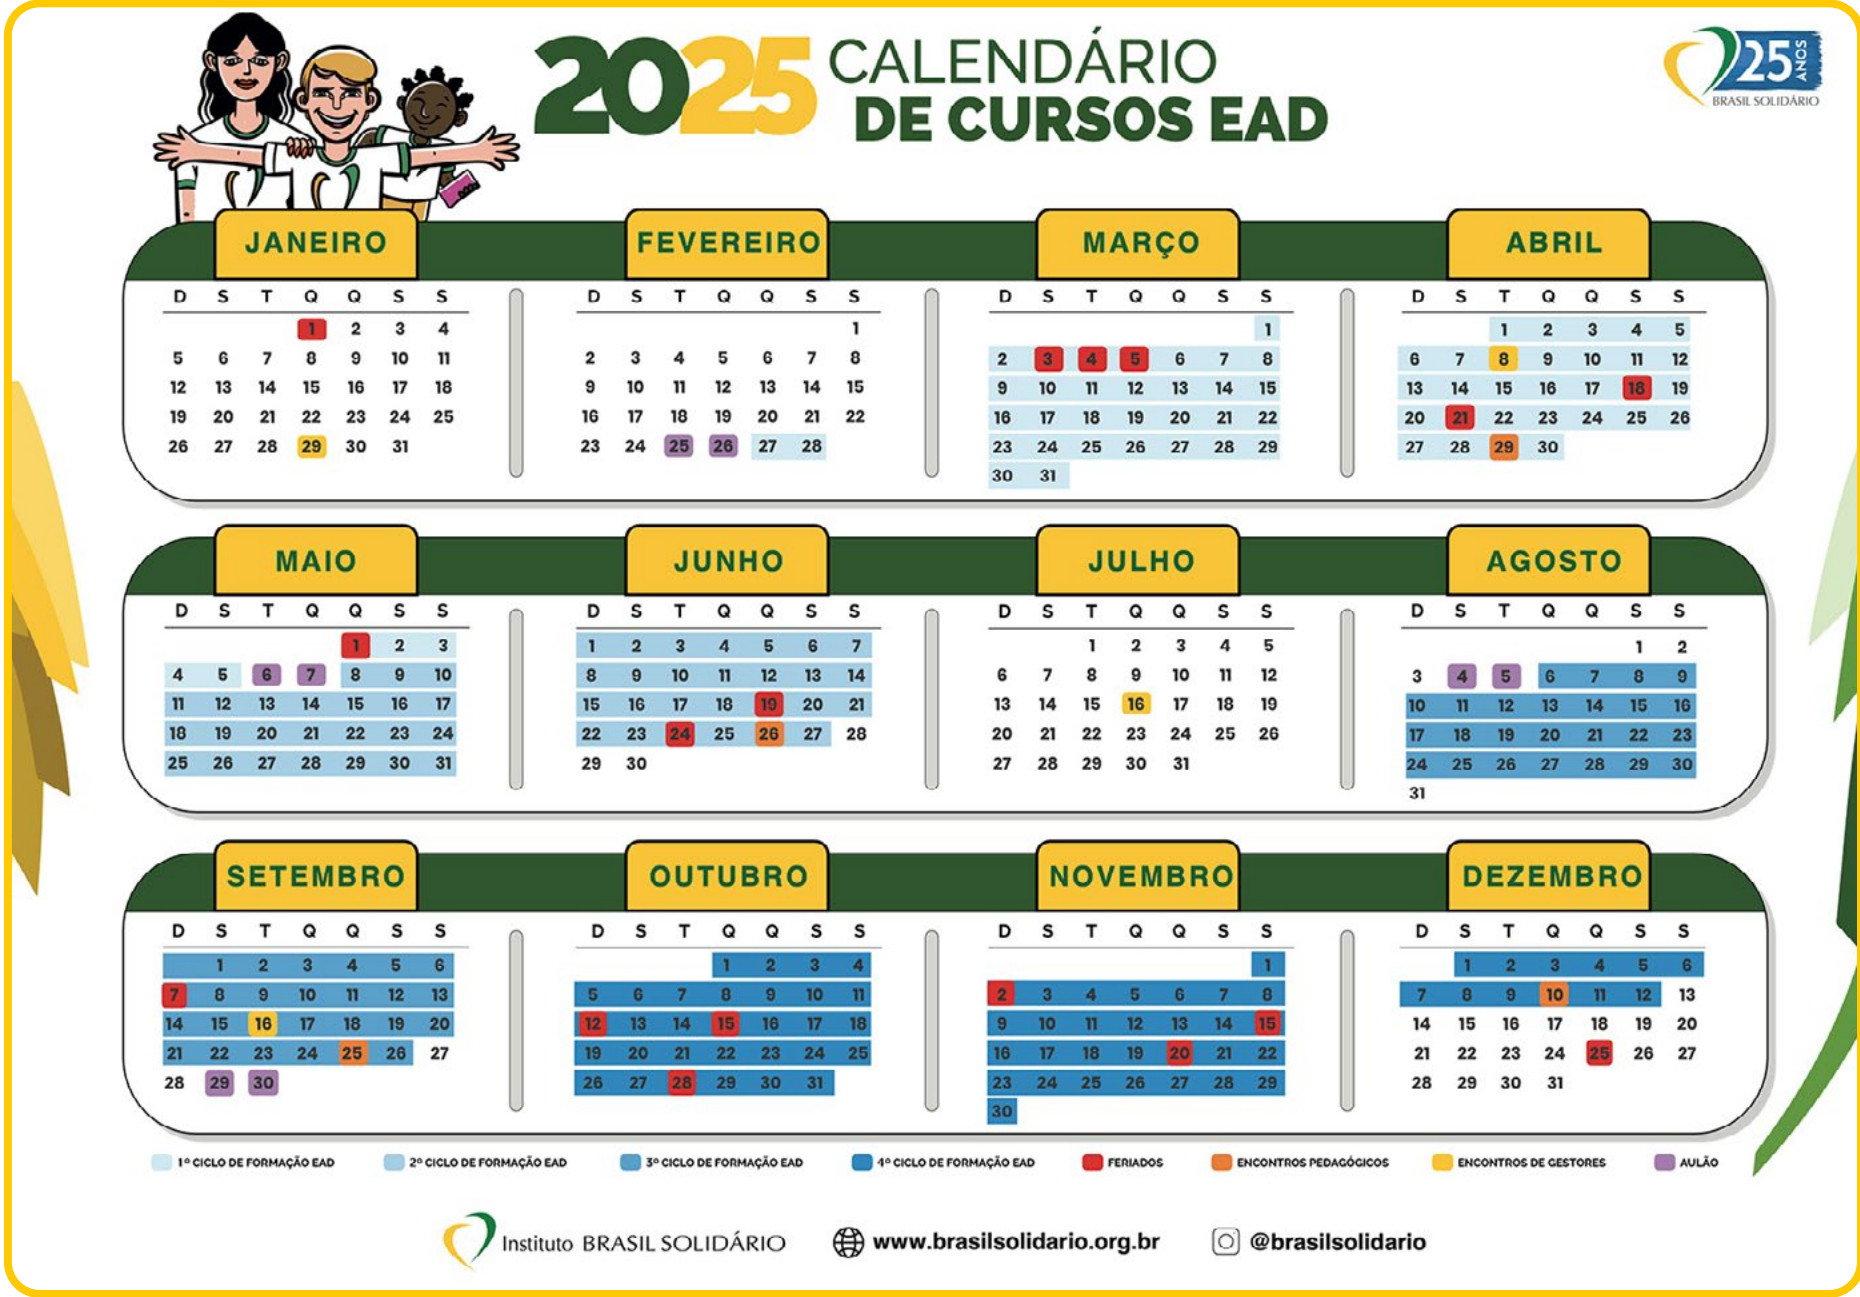 2025 CALENDÁRIO
DE CURSOS EAD
25 ANOS
BRASIL SOLIDÁRIO
JANEIRO
D S T Q Q S S
1 2 3 4
5 6 7 8 9 10 11
12 13 14 15 16 17 18
19 20 21 22 23 24 25
26 27 28 29 30 31
FEVEREIRO
D S T Q Q S S
1
2 3 4 5 6 7 8
9 10 11 12 13 14 15
16 17 18 19 20 21 22
23 24 25 26 27 28
MARÇO
D S T Q Q S S
1
2 3 4 5 6 7 8
9 10 11 12 13 14 15
16 17 18 19 20 21 22
23 24 25 26 27 28 29
30 31
ABRIL
D S T Q Q S S
1 2 3 4 5
6 7 8 9 10 11 12
13 14 15 16 17 18 19
20 21 22 23 24 25 26
27 28 29 30
MAIO
D S T Q Q S S
1 2 3
4 5 6 7 8 9 10
11 12 13 14 15 16 17
18 19 20 21 22 23 24
25 26 27 28 29 30 31
JUNHO
D S T Q Q S S
1 2 3 4 5 6 7
8 9 10 11 12 13 14
15 16 17 18 19 20 21
22 23 24 25 26 27 28
29 30
JULHO
D S T Q Q S S
1 2 3 4 5
6 7 8 9 10 11 12
13 14 15 16 17 18 19
20 21 22 23 24 25 26
27 28 29 30 31
AGOSTO
D S T Q Q S S
1 2
3 4 5 6 7 8 9
10 11 12 13 14 15 16
17 18 19 20 21 22 23
24 25 26 27 28 29 30
31
SETEMBRO
D S T Q Q S S
1 2 3 4 5 6
7 8 9 10 11 12 13
14 15 16 17 18 19 20
21 22 23 24 25 26 27
28 29 30
OUTUBRO
D S T Q Q S S
1 2 3 4
5 6 7 8 9 10 11
12 13 14 15 16 17 18
19 20 21 22 23 24 25
26 27 28 29 30 31
NOVEMBRO
D S T Q Q S S
1
2 3 4 5 6 7 8
9 10 11 12 13 14 15
16 17 18 19 20 21 22
23 24 25 26 27 28 29
30
DEZEMBRO
D S T Q Q S S
1 2 3 4 5 6
7 8 9 10 11 12 13
14 15 16 17 18 19 20
21 22 23 24 25 26 27
28 29 30 31
1º CICLO DE FORMAÇÃO EAD 2º CICLO DE FORMAÇÃO EAD 3º CICLO DE FORMAÇÃO EAD 4º CICLO DE FORMAÇÃO EAD FERIADOS ENCONTROS PEDAGÓGICOS ENCONTROS DE GESTORES AULÃO
Instituto BRASIL SOLIDÁRIO www.brasilsolidario.org.br @brasilsolidario